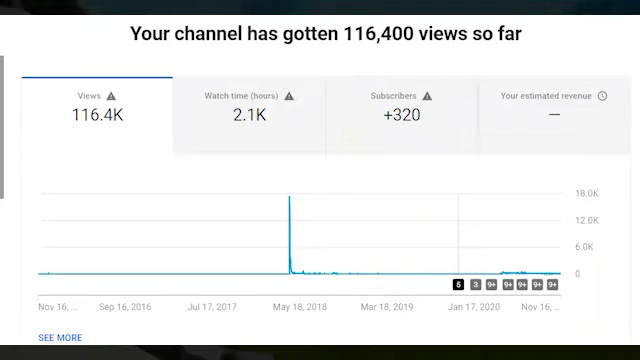 Your channel has gotten 116,400 views so far
Views
116.4K
Watch time (hours)
2.1K
Subscribers
+320
Your estimated revenue
—
18.0K
12.0K
6.0K
0
5 3 9+ 9+ 9+ 9+ 9+
Nov 16, ... Sep 16, 2016 Jul 17, 2017 May 18, 2018 Mar 18, 2019 Jan 17, 2020 Nov 16, ...
SEE MORE